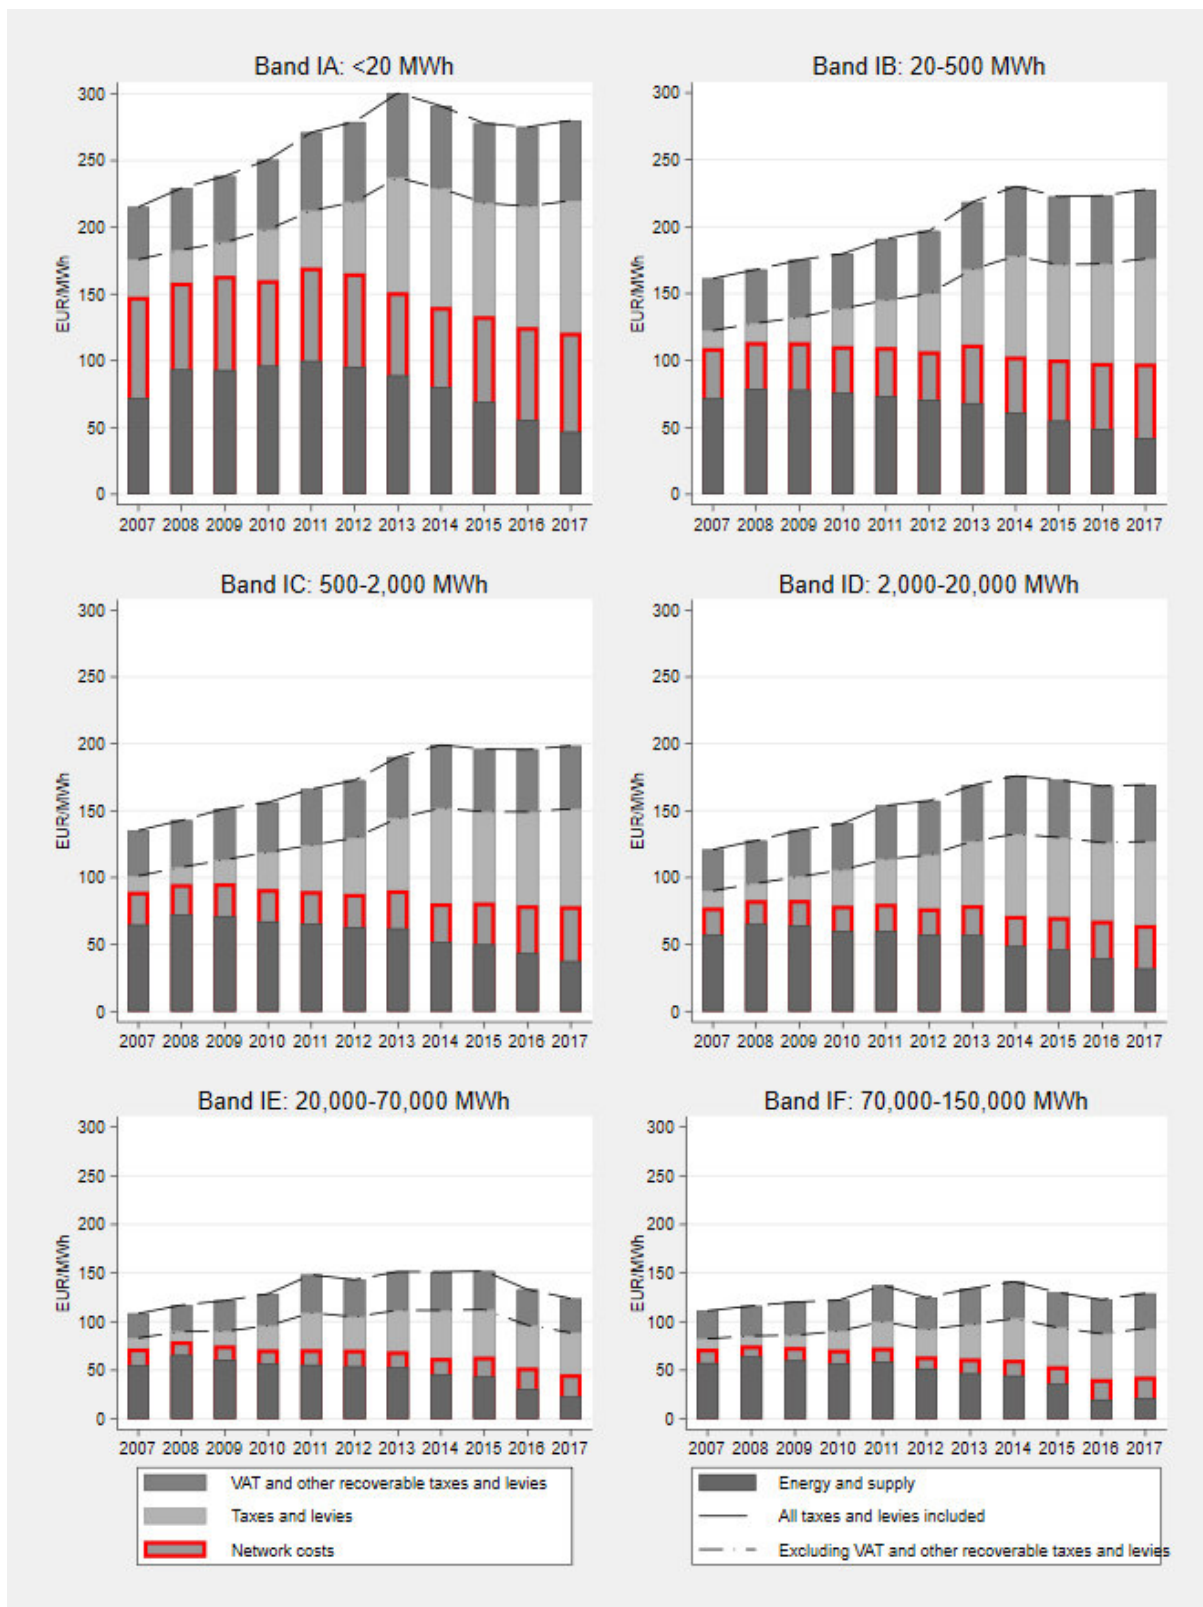 Band IA: <20 MWh
300
250
200
150
100
50
0
EUR/MWh
2007 2008 2009 2010 2011 2012 2013 2014 2015 2016 2017
Band IB: 20-500 MWh
300
250
200
150
100
50
0
EUR/MWh
2007 2008 2009 2010 2011 2012 2013 2014 2015 2016 2017
Band IC: 500-2,000 MWh
300
250
200
150
100
50
0
EUR/MWh
2007 2008 2009 2010 2011 2012 2013 2014 2015 2016 2017
Band ID: 2,000-20,000 MWh
300
250
200
150
100
50
0
EUR/MWh
2007 2008 2009 2010 2011 2012 2013 2014 2015 2016 2017
Band IE: 20,000-70,000 MWh
300
250
200
150
100
50
0
EUR/MWh
2007 2008 2009 2010 2011 2012 2013 2014 2015 2016 2017
Band IF: 70,000-150,000 MWh
300
250
200
150
100
50
0
EUR/MWh
2007 2008 2009 2010 2011 2012 2013 2014 2015 2016 2017
VAT and other recoverable taxes and levies
Taxes and levies
Network costs
Energy and supply
All taxes and levies included
Excluding VAT and other recoverable taxes and levies